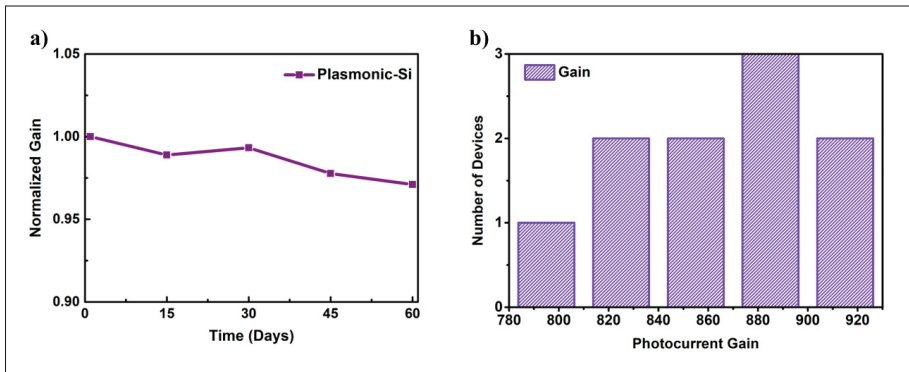 a)
1.05
1.00
0.95
0.90
Normalized Gain
Plasmonic-Si
0 15 30 45 60
Time (Days)
b)
3
2
1
0
Number of Devices
Gain
780 800 820 840 860 880 900 920
Photocurrent Gain